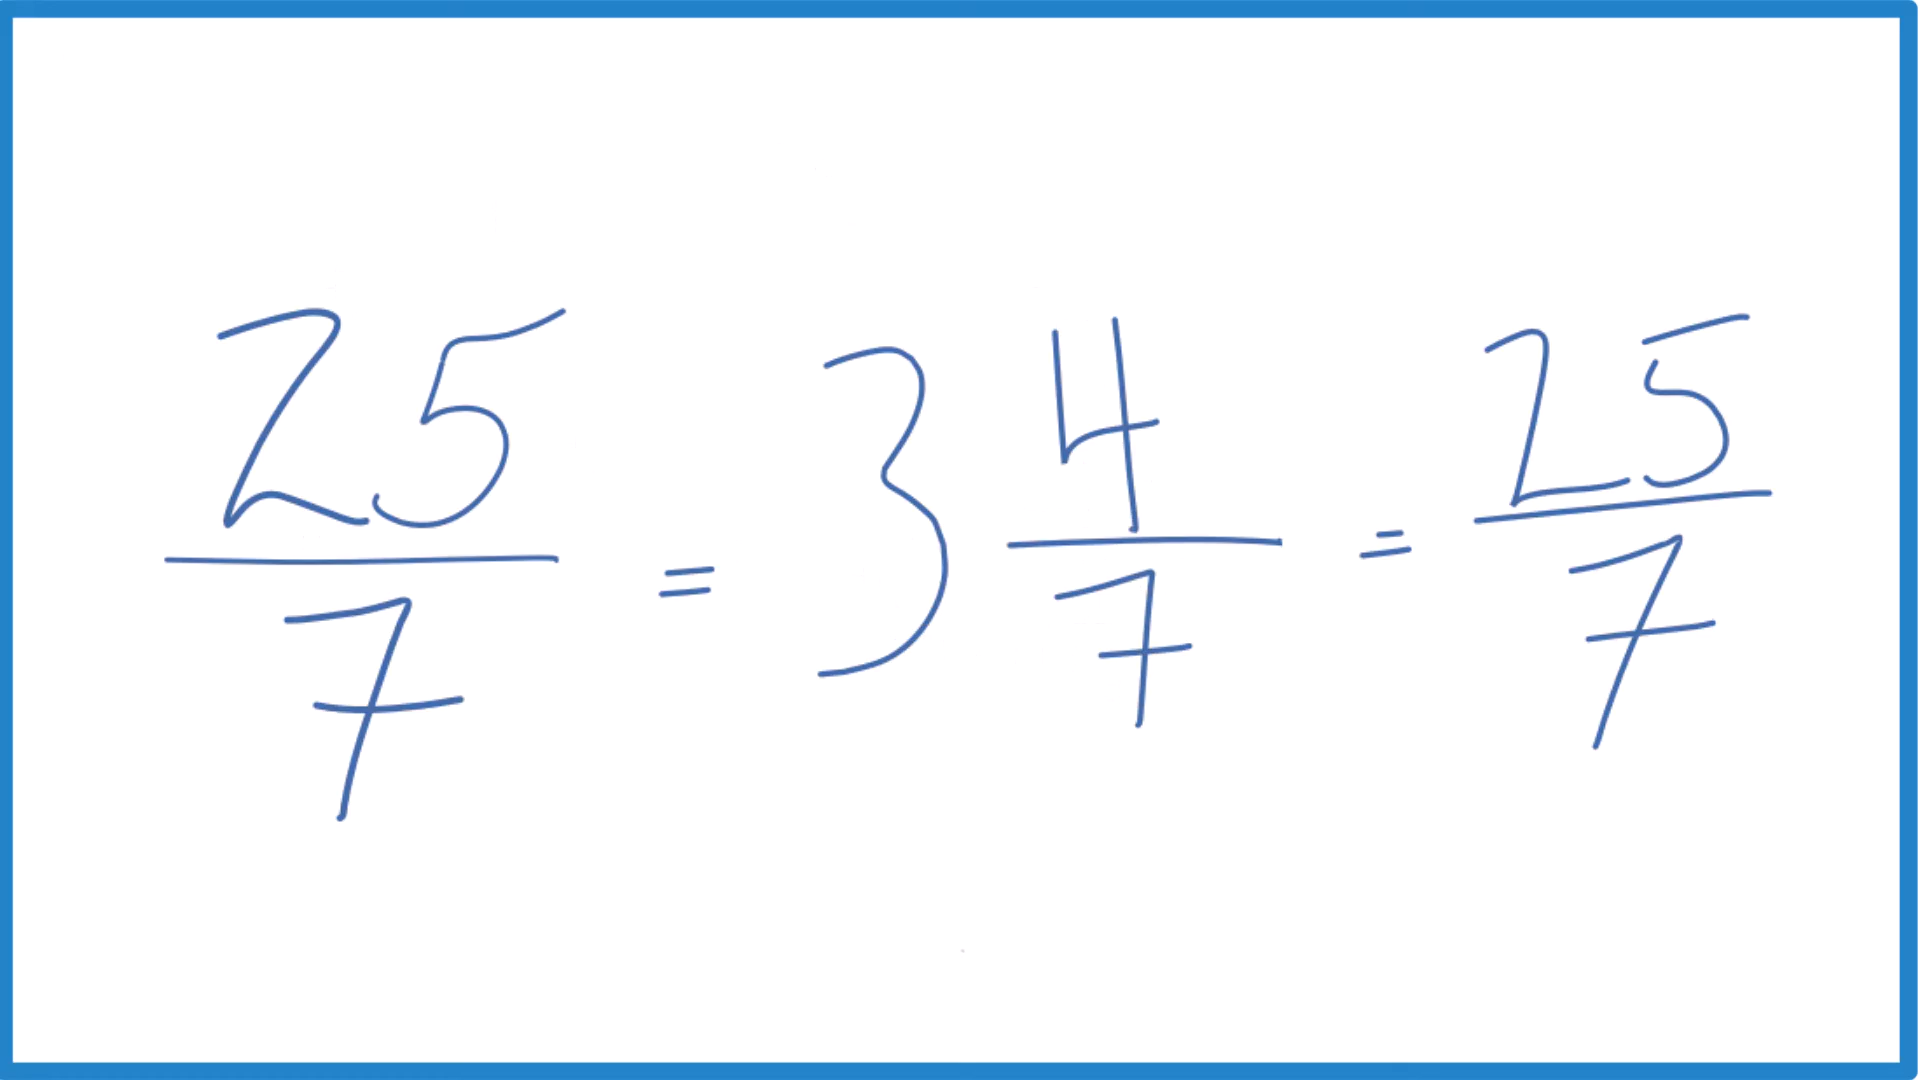 25/7 = 3 4/7 = 25/7